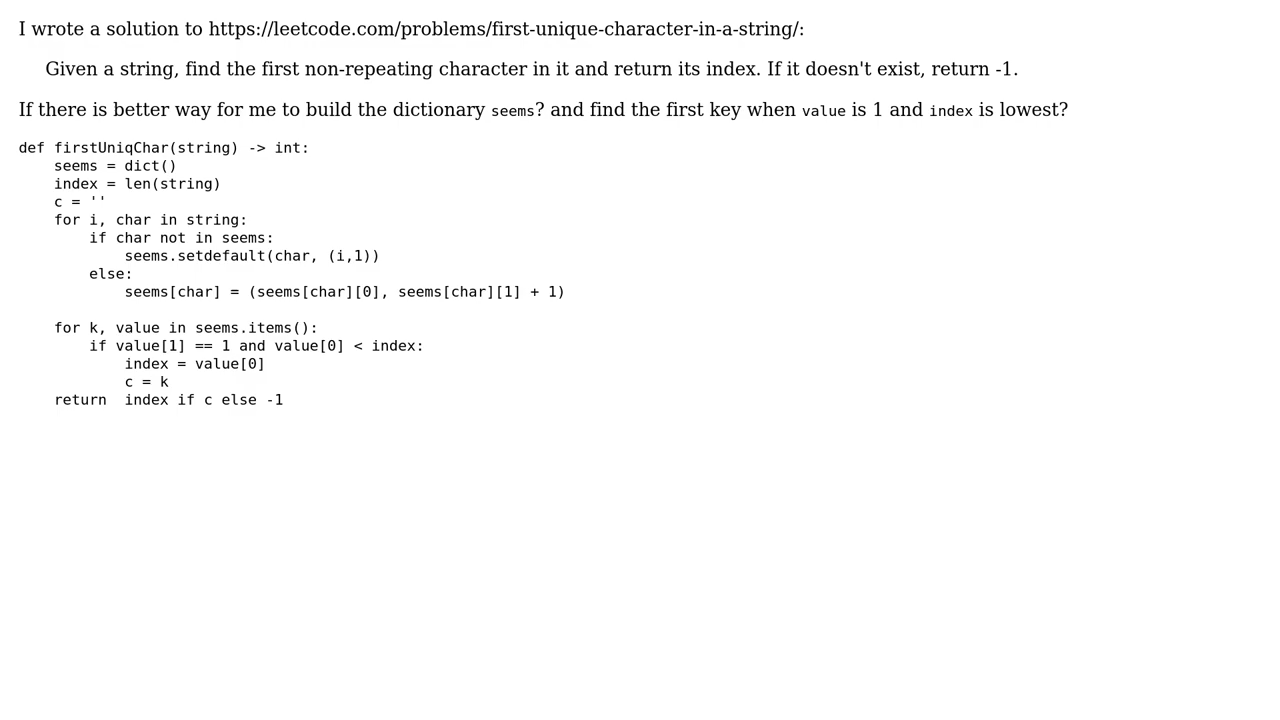 I wrote a solution to https://leetcode.com/problems/first-unique-character-in-a-string/:
Given a string, find the first non-repeating character in it and return its index. If it doesn't exist, return -1.
If there is better way for me to build the dictionary seems? and find the first key when value is 1 and index is lowest?
def firstUniqChar(string) -> int:
    seems = dict()
    index = len(string)
    c = ''
    for i, char in string:
        if char not in seems:
            seems.setdefault(char, (i,1))
        else:
            seems[char] = (seems[char][0], seems[char][1] + 1)
    for k, value in seems.items():
        if value[1] == 1 and value[0] < index:
            index = value[0]
            c = k
    return  index if c else -1